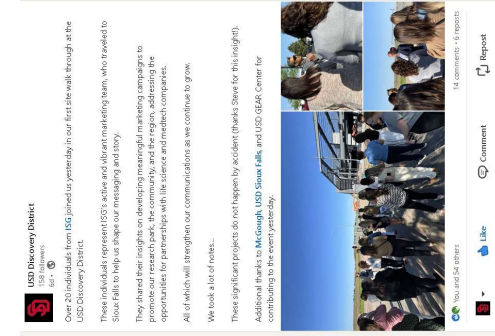 USD Discovery District
158 followers
6d •
Over 20 individuals from ISG joined us yesterday in our first site walk through at the
USD Discovery District.
These individuals represent ISG's active and vibrant marketing team, who traveled to
Sioux Falls to help us shape our messaging and story.
They shared their insights on developing meaningful marketing campaigns to
promote our research park, the community, and the region, addressing the
opportunities for partnerships with life science and medtech companies.
All of which will strengthen our communications as we continue to grow.
We took a lot of notes...
These significant projects do not happen by accident (thanks Steve for this insight!).
Additional thanks to McGough, USD Sioux Falls, and USD GEAR Center for
contributing to the event yesterday.
You and 54 others
14 comments • 6 reposts
Like
Comment
Repost